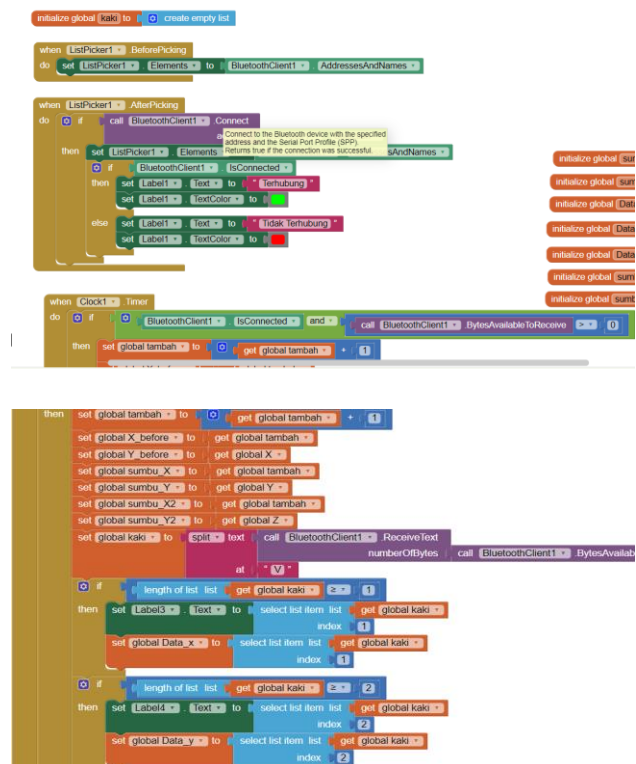 initialize global kaki to create empty list
when ListPicker1 .BeforePicking
do set ListPicker1 . Elements to BluetoothClient1 . AddressesAndNames
when ListPicker1 .AfterPicking
do if call BluetoothClient1 .Connect
Connect to the Bluetooth device with the specified
address and the Serial Port Profile (SPP).
Returns true if the connection was successful.
then set ListPicker1 . Elements sAndNames
if BluetoothClient1 . IsConnected
then set Label1 . Text to " Terhubung "
set Label1 . TextColor to
else set Label1 . Text to " Tidak Terhubung "
set Label1 . TextColor to
initialize global sum
initialize global sum
initialize global Data
initialize global Data
initialize global Data
initialize global sum
initialize global sumb
when Clock1 .Timer
do if BluetoothClient1 . IsConnected and call BluetoothClient1 .BytesAvailableToReceive > 0
then set global tambah to get global tambah + 1
then set global tambah to get global tambah + 1
set global X_before to get global tambah
set global Y_before to get global X
set global sumbu_X to get global tambah
set global sumbu_Y to get global Y
set global sumbu_X2 to get global tambah
set global sumbu_Y2 to get global Z
set global kaki to split text call BluetoothClient1 .ReceiveText
numberOfBytes call BluetoothClient1 .BytesAvailab
at " V "
if length of list list get global kaki ≥ 1
then set Label3 . Text to select list item list get global kaki
index 1
set global Data_x to select list item list get global kaki
index 1
if length of list list get global kaki ≥ 2
then set Label4 . Text to select list item list get global kaki
index 2
set global Data_y to select list item list get global kaki
index 2